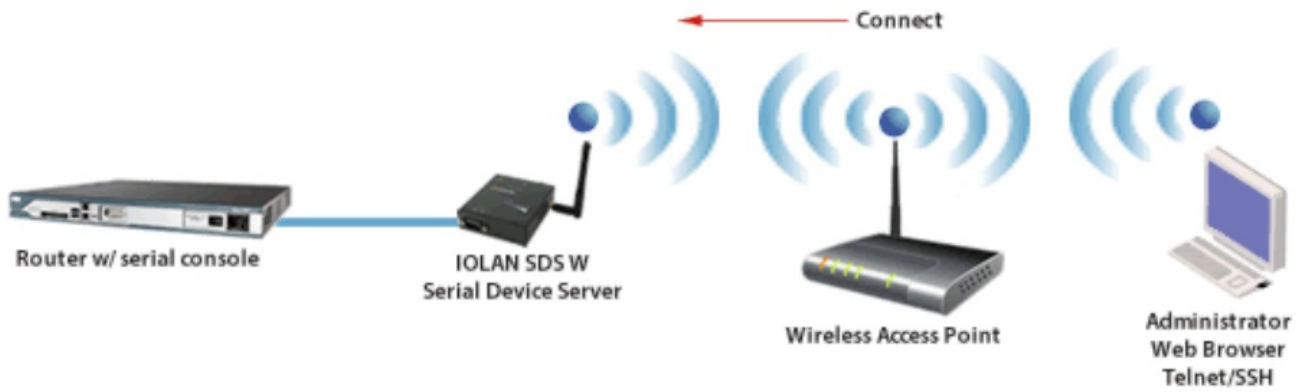 Connect
Router w/ serial console
IOLAN SDS W
Serial Device Server
Wireless Access Point
Administrator
Web Browser
Telnet/SSH